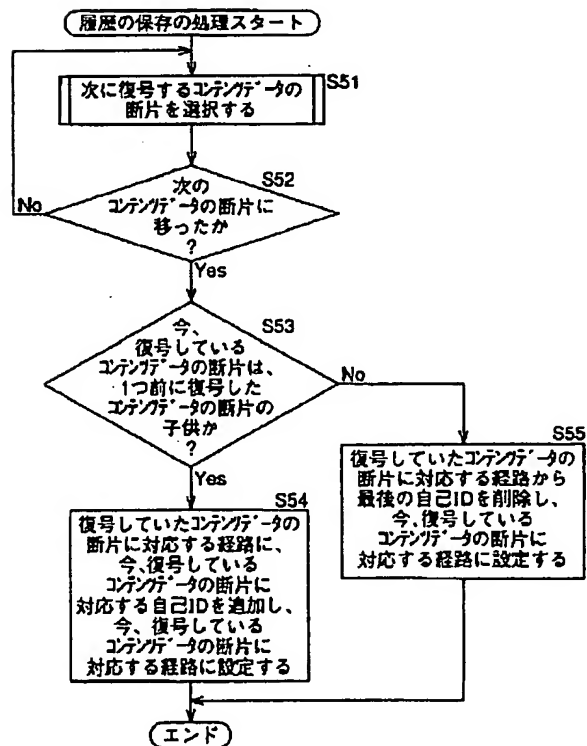 履歴の保存の処理スタート
S51
次に復号するコンテンツデータの
断片を選択する
S52
次の
コンテンツデータの断片に
移ったか
?
No
Yes
S53
今、
復号している
コンテンツデータの断片は、
1つ前に復号した
コンテンツデータの断片の
子供か
?
No
Yes
S54
復号していたコンテンツデータの
断片に対応する経路に、
今、復号している
コンテンツデータの断片に
対応する自己IDを追加し、
今、復号している
コンテンツデータの断片に
対応する経路に設定する
S55
復号していたコンテンツデータの
断片に対応する経路から
最後の自己IDを削除し、
今、復号している
コンテンツデータの断片に
対応する経路に設定する
エンド